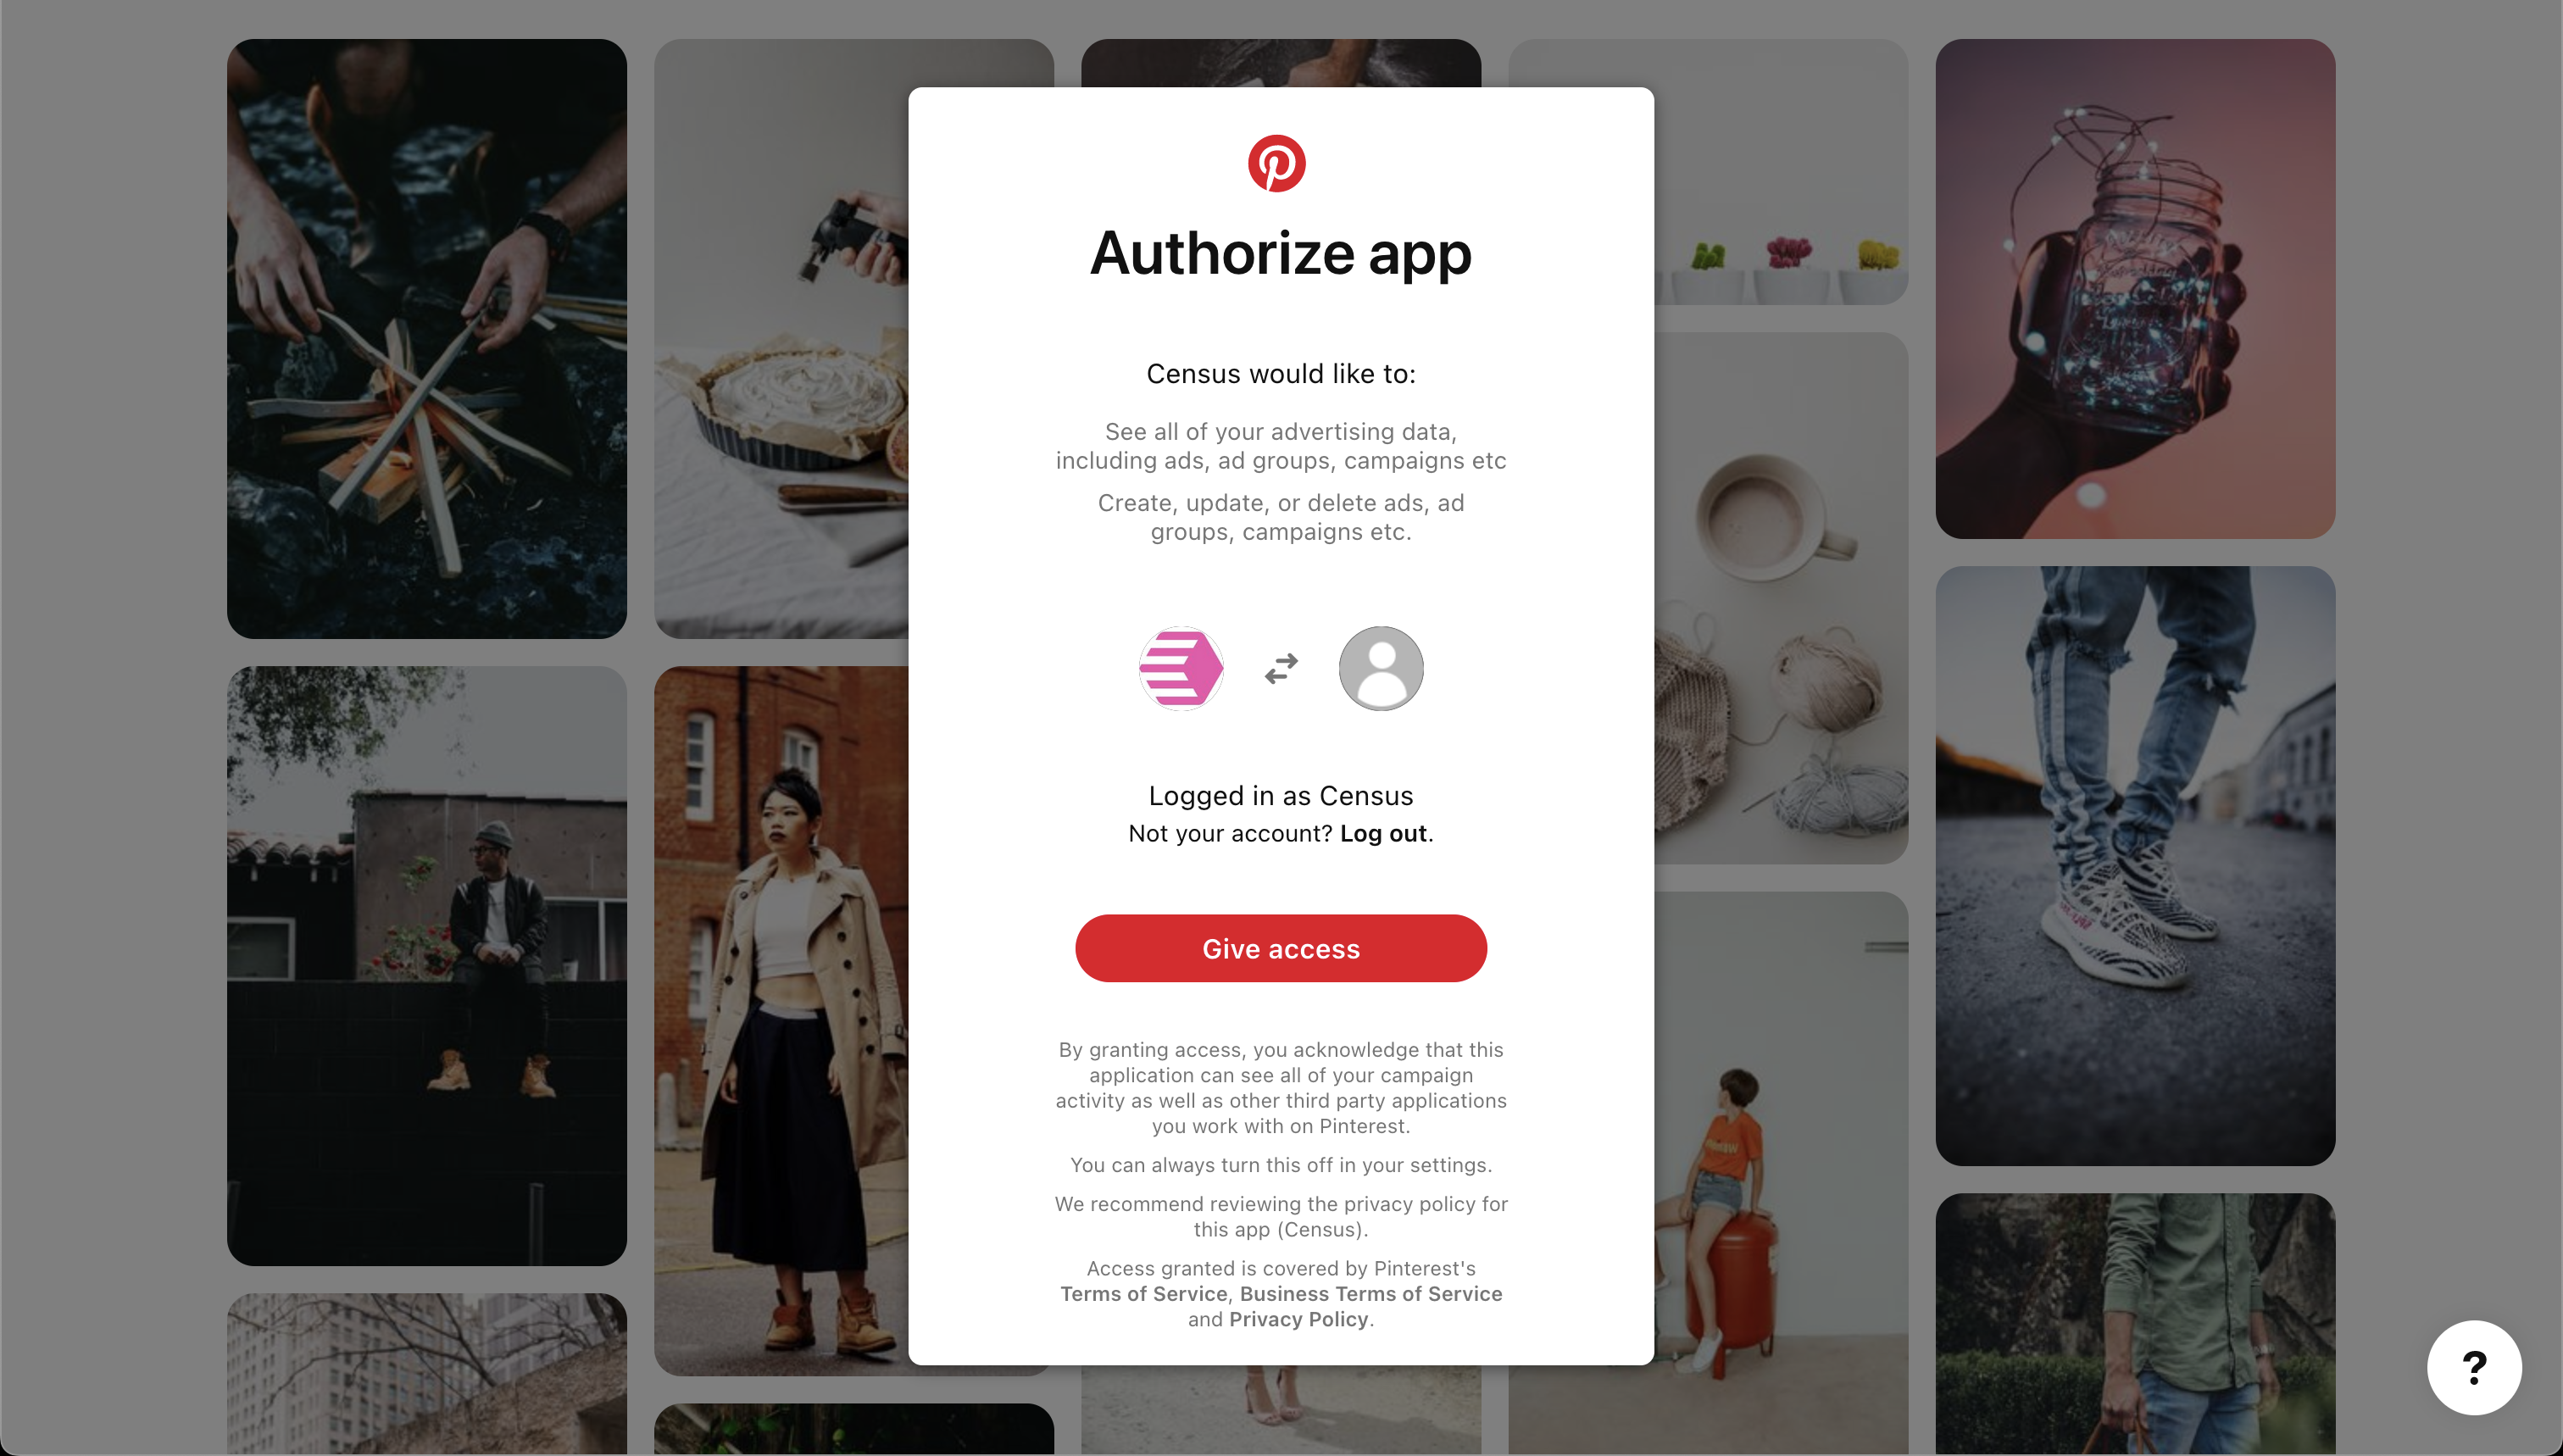 Authorize app
Census would like to:
See all of your advertising data,
including ads, ad groups, campaigns etc
Create, update, or delete ads, ad
groups, campaigns etc.
Logged in as Census
Not your account? Log out.
Give access
By granting access, you acknowledge that this
application can see all of your campaign
activity as well as other third party applications
you work with on Pinterest.
You can always turn this off in your settings.
We recommend reviewing the privacy policy for
this app (Census).
Access granted is covered by Pinterest's
Terms of Service, Business Terms of Service
and Privacy Policy.
?